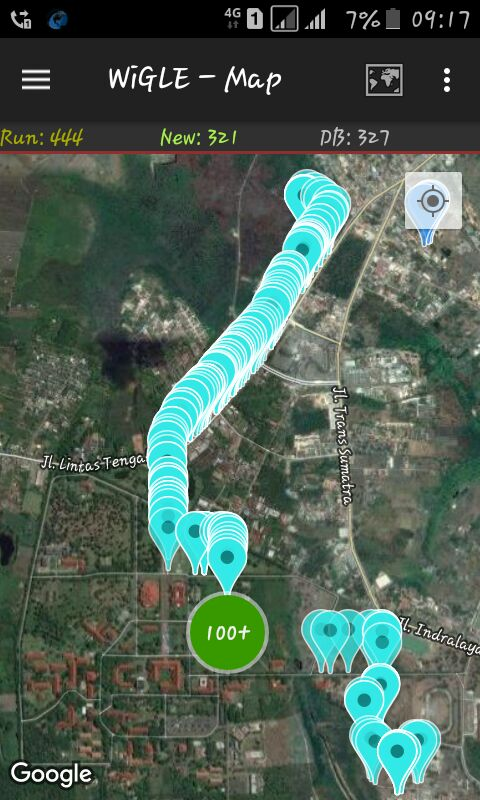 4G 1 7% 09:17
WiGLE - Map
Run: 444 New: 321 DB: 327
Jl. Trans Sumatra
Jl. Lintas Tenga
Jl. Indralaya
100+
Google